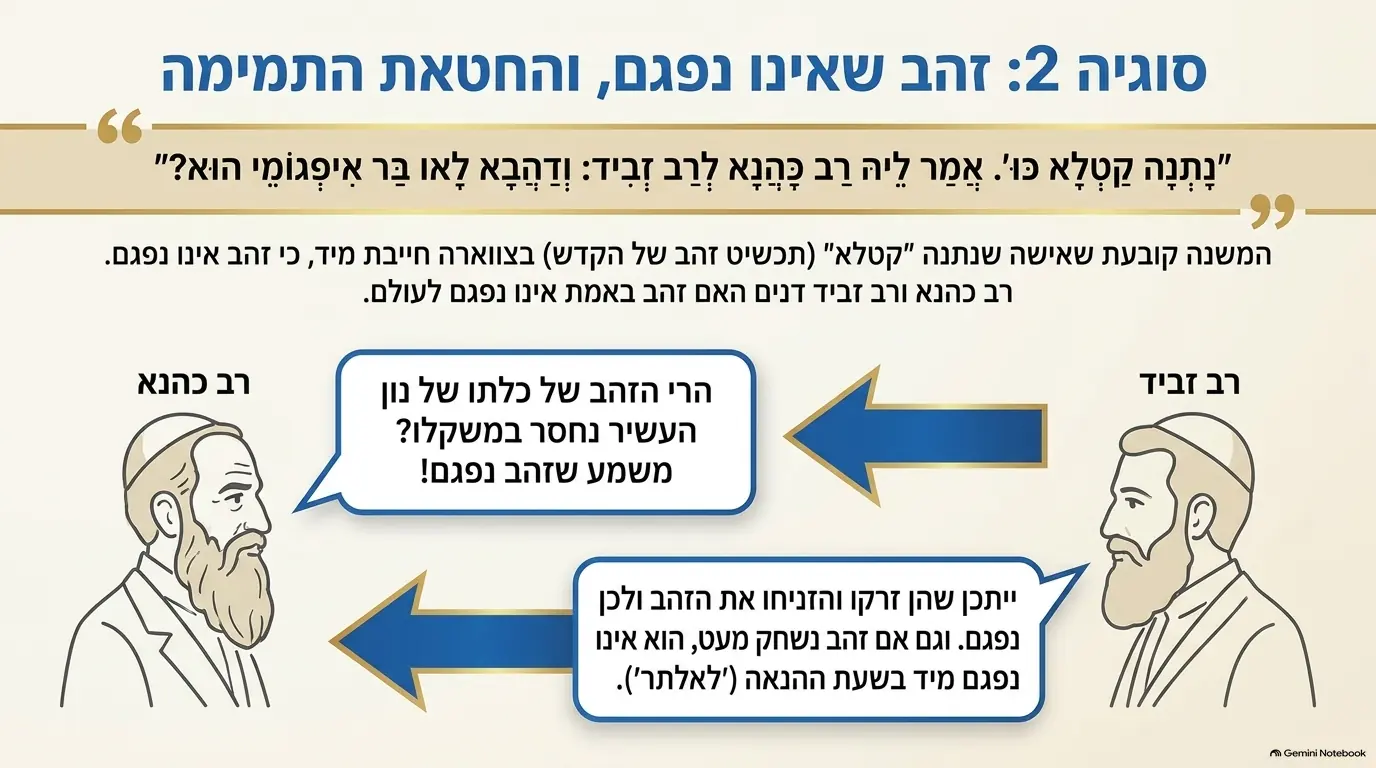 סוגיה 2: זהב שאינו נפגם, והחטאת התמימה
"נָתְנָה קַטְלָא כּוּ'. אֲמַר לֵיהּ רַב כָּהֲנָא לְרַב זְבִיד: וְדַהֲבָא לָאו בַּר אִיפְּגוֹמֵי הוּא?"
המשנה קובעת שאישה שנתנה "קטלא" (תכשיט זהב של הקדש) בצווארה חייבת מיד, כי זהב אינו נפגם.
רב כהנא ורב זביד דנים האם זהב באמת אינו נפגם לעולם.
רב זביד
רב כהנא
הרי הזהב של כלתו של נון
העשיר נחסר במשקלו?
משמע שזהב נפגם!
ייתכן שהן זרקו והזניחו את הזהב ולכן
נפגם. וגם אם זהב נשחק מעט, הוא אינו
נפגם מיד בשעת ההנאה ('לאלתר').
Gemini Notebook